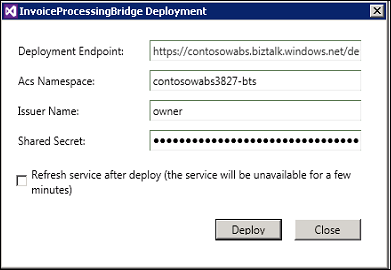 InvoiceProcessingBridge Deployment
Deployment Endpoint: https://contosowabs.biztalk.windows.net/de
Acs Namespace: contosowabs3827-bts
Issuer Name: owner
Shared Secret: ●●●●●●●●●●●●●●●●●●●●●●●●●●●●●●
Refresh service after deploy (the service will be unavailable for a few
minutes)
Deploy Close